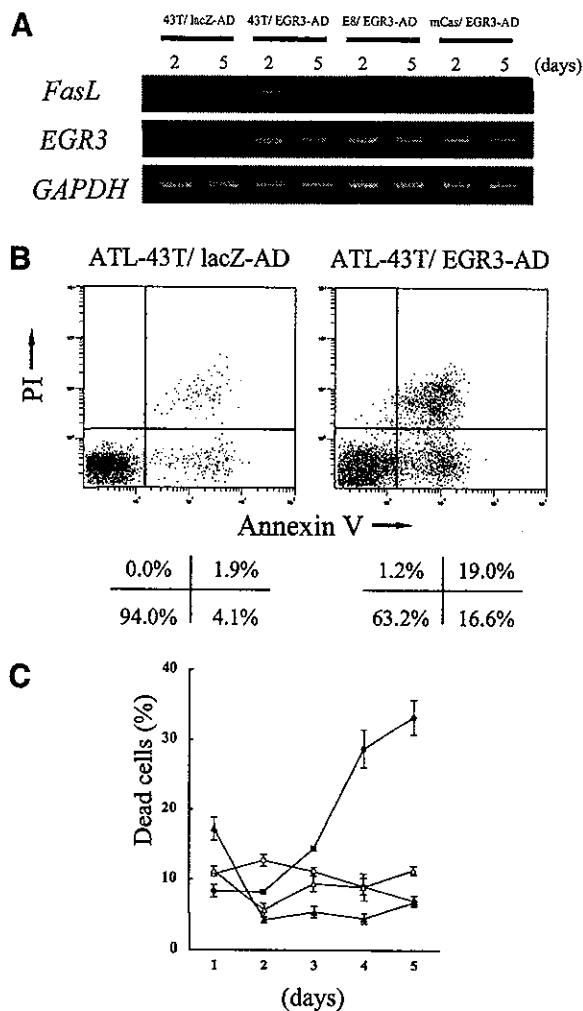 A
43T/ lacZ-AD 43T/ EGR3-AD E8/ EGR3-AD mCas/ EGR3-AD
2 5 2 5 2 5 2 5 (days)
FasL
EGR3
GAPDH
B
ATL-43T/ lacZ-AD ATL-43T/ EGR3-AD
PI
Annexin V
0.0% 1.9% 1.2% 19.0%
94.0% 4.1% 63.2% 16.6%
C
Dead cells (%)
40
30
20
10
0
1 2 3 4 5
(days)